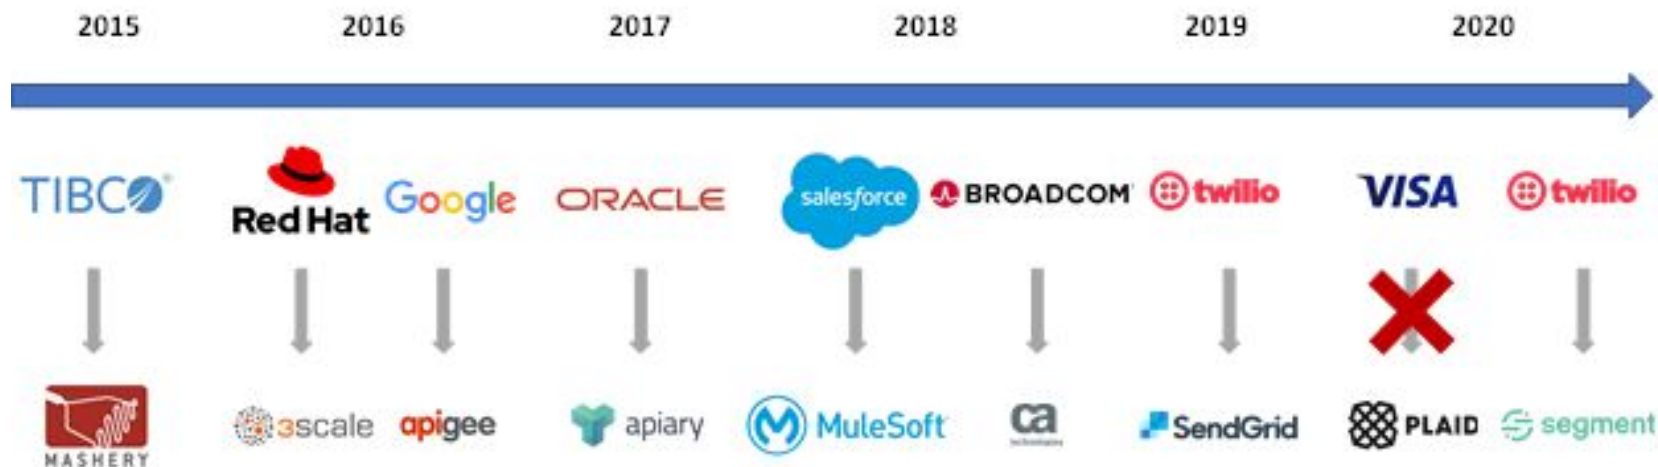 2015 2016 2017 2018 2019 2020
TIBCO®
Red Hat
Google
ORACLE
salesforce
BROADCOM
twilio
VISA
twilio
MASHERY
3scale
apigee
apiary
MuleSoft
ca
technologies
SendGrid
PLAID
segment